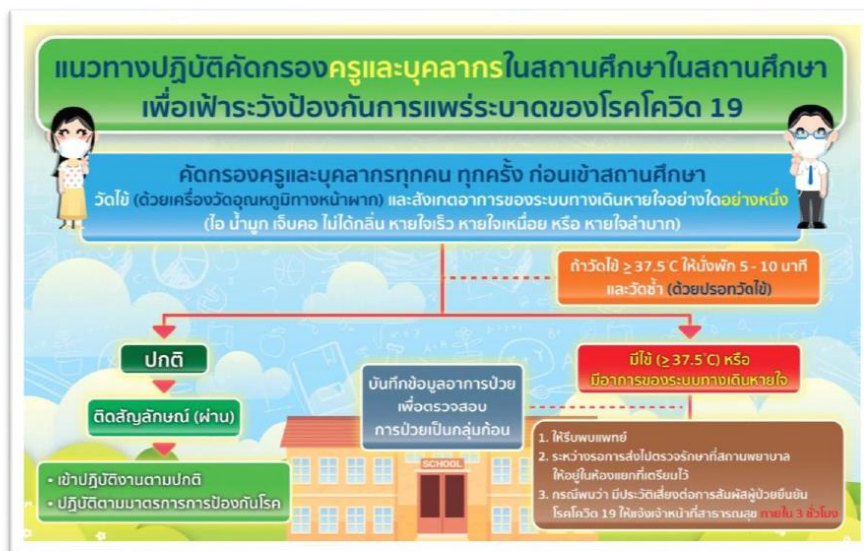 แนวทางปฏิบัติคัดกรองครูและบุคลากรในสถานศึกษาในสถานศึกษา
เพื่อเฝ้าระวังป้องกันการแพร่ระบาดของโรคโควิด 19
คัดกรองครูและบุคลากรทุกคน ทุกครั้ง ก่อนเข้าสถานศึกษา
วัดไข้ (ด้วยเครื่องวัดอุณหภูมิทางหน้าผาก) และสังเกตอาการของระบบทางเดินหายใจอย่างใดอย่างหนึ่ง
(ไอ น้ำมูก เจ็บคอ ไม่ได้กลิ่น หายใจเร็ว หายใจเหนื่อย หรือ หายใจลำบาก)
ถ้าวัดไข้ ≥ 37.5°C ให้นั่งพัก 5 - 10 นาที
และวัดซ้ำ (ด้วยปรอทวัดไข้)
ปกติ
ติดสัญลักษณ์ (ผ่าน)
• เข้าปฏิบัติงานตามปกติ
• ปฏิบัติตามมาตรการการป้องกันโรค
บันทึกข้อมูลอาการป่วย
เพื่อตรวจสอบ
การป่วยเป็นกลุ่มก้อน
มีไข้ (≥ 37.5°C) หรือ
มีอาการของระบบทางเดินหายใจ
1. ให้รีบพบแพทย์
2. ระหว่างรอการส่งไปตรวจรักษาที่สถานพยาบาล
ให้อยู่ในห้องแยกที่เตรียมไว้
3. กรณีพบว่า มีประวัติเสี่ยงต่อการสัมผัสผู้ป่วยยืนยัน
โรคโควิด 19 ให้แจ้งเจ้าหน้าที่สาธารณสุข ภายใน 3 ชั่วโมง
SCHOOL